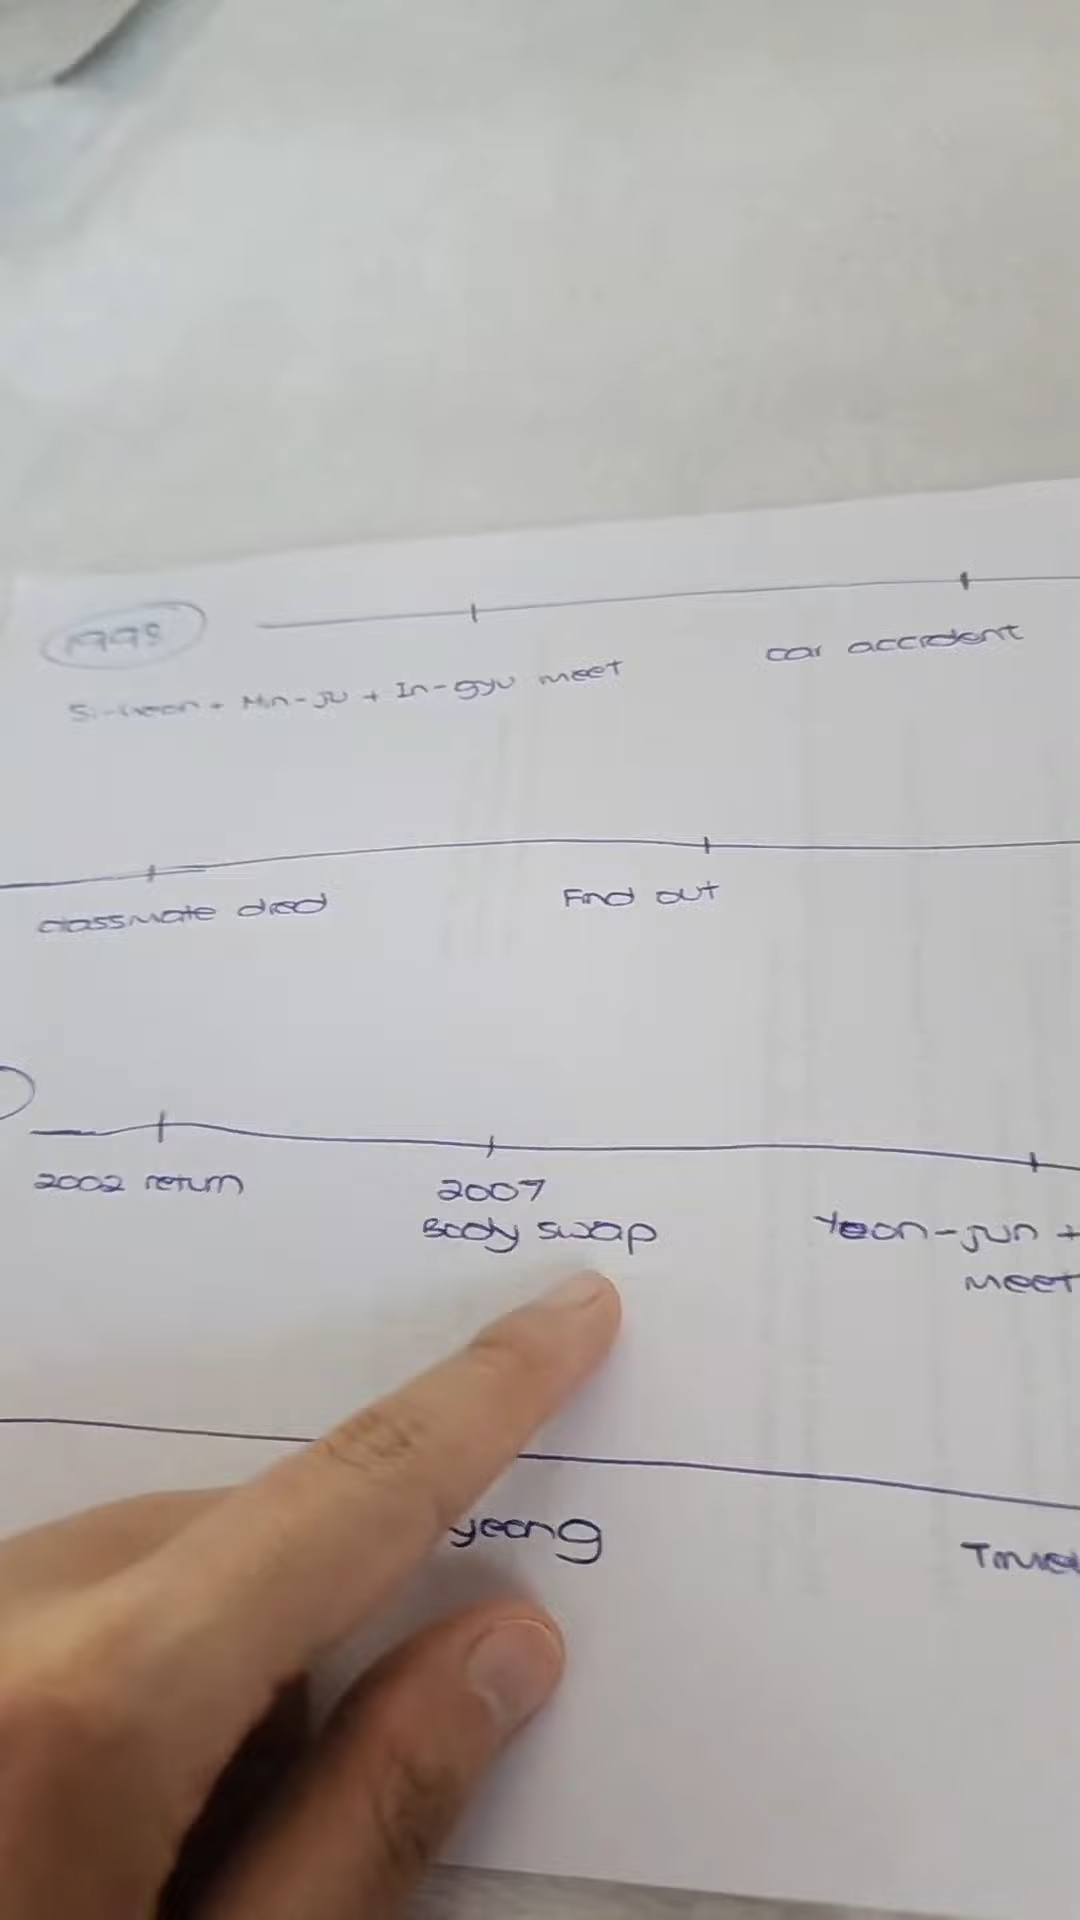 1998
Si-heon + Min-ju + In-gyu meet
car accident
classmate died
Find out
2002 return
2007
Body swap
Yeon-jun +
meet
yeong